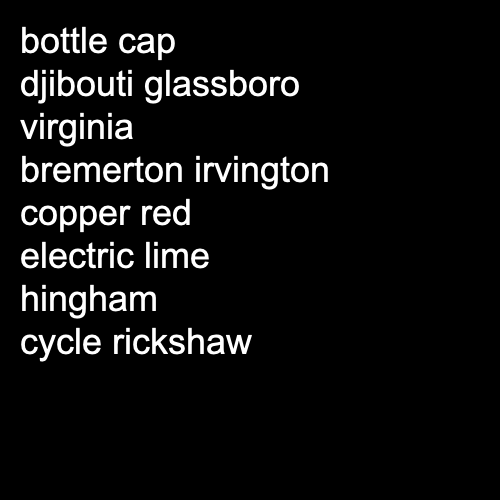 bottle cap
djibouti glassboro
virginia
bremerton irvington
copper red
electric lime
hingham
cycle rickshaw